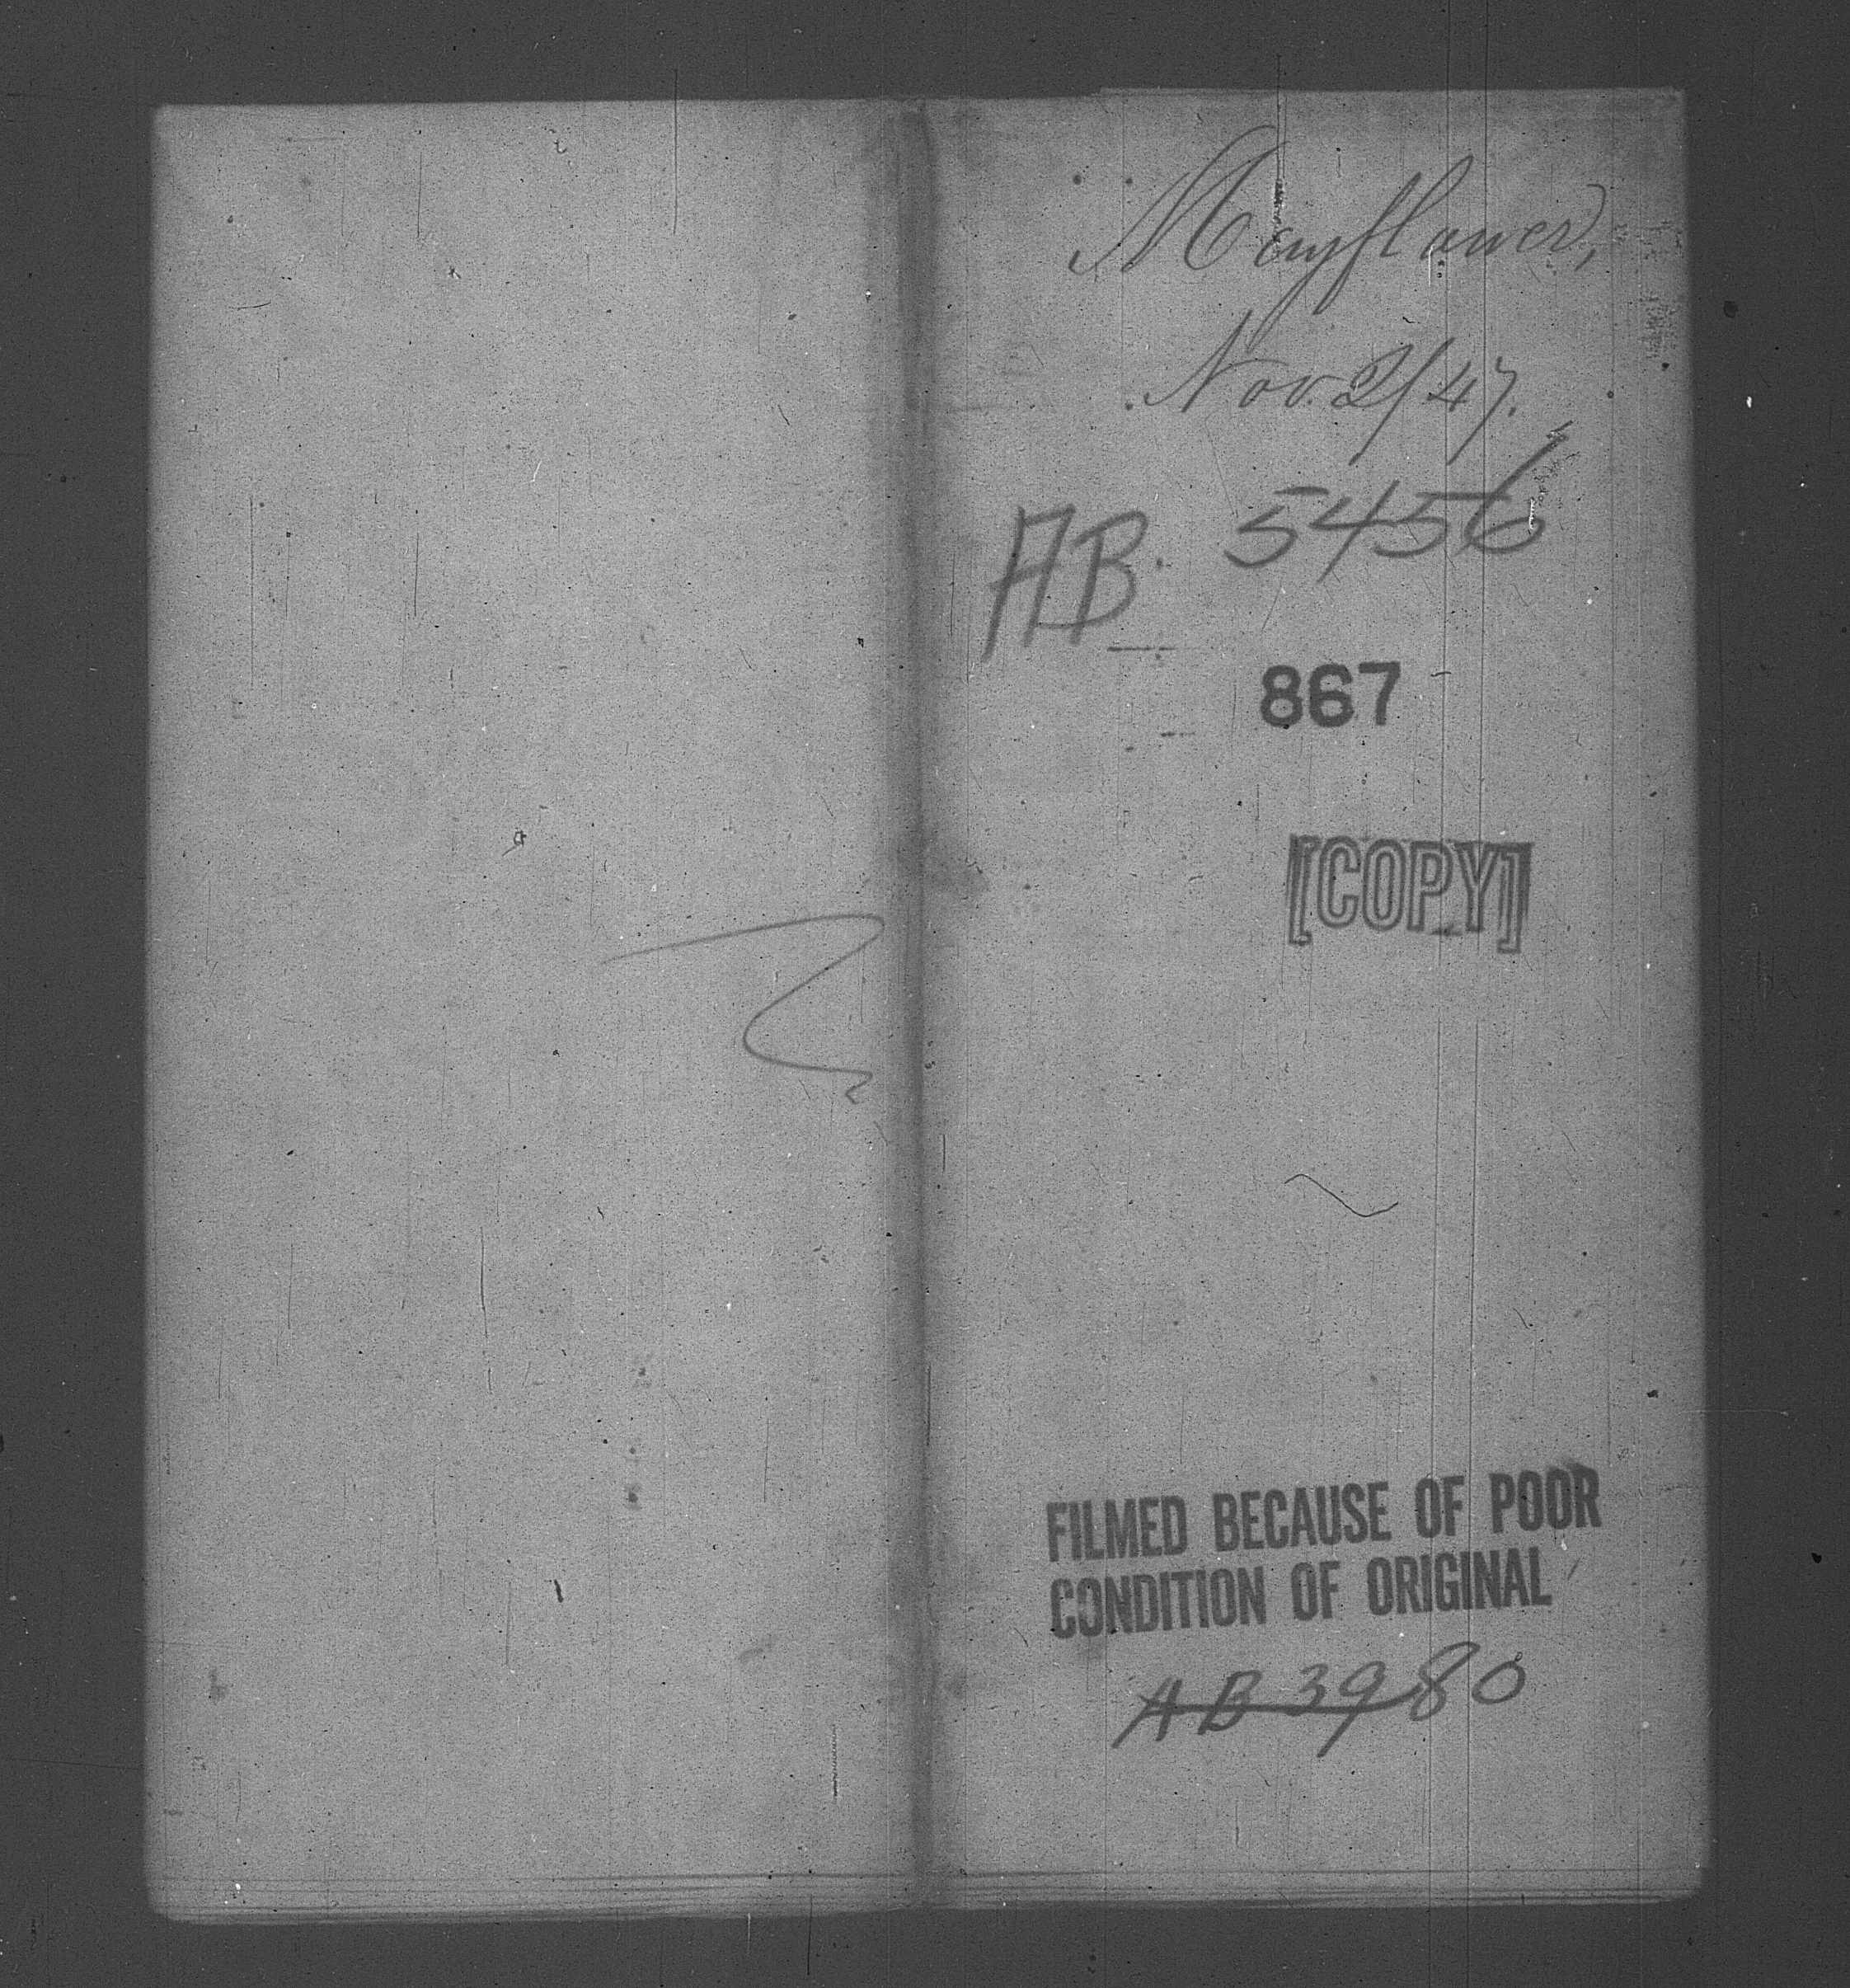 Mayflower,
Nov. 2/47.
AB. 5456
867
[COPY]
FILMED BECAUSE OF POOR
CONDITION OF ORIGINAL
AB 3980